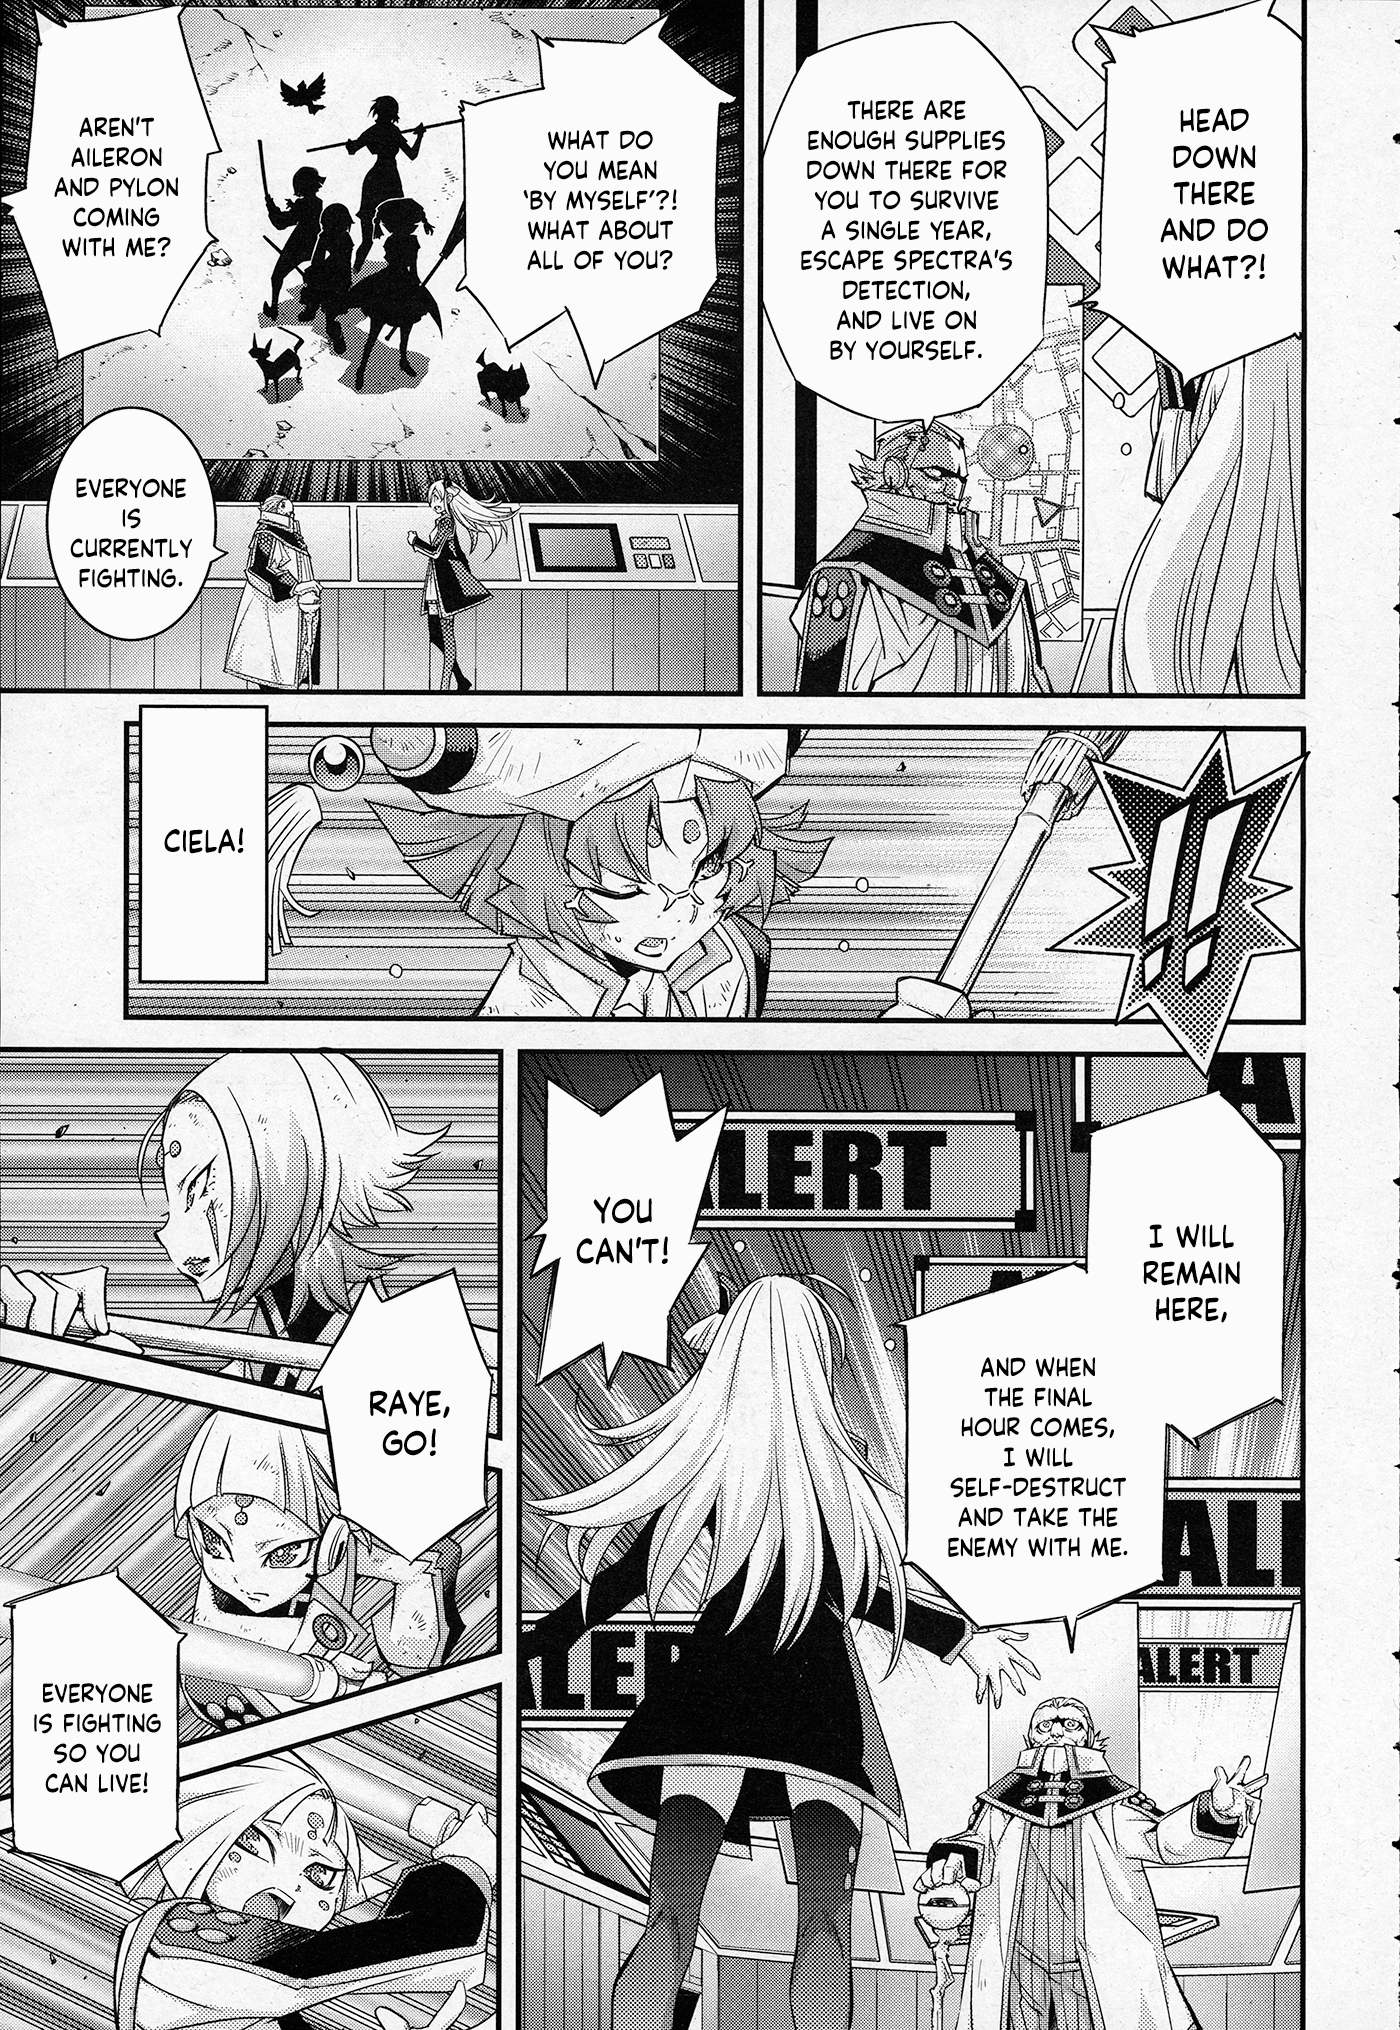 HEAD
DOWN
THERE
AND DO
WHAT?!
THERE ARE
ENOUGH SUPPLIES
DOWN THERE FOR
YOU TO SURVIVE
A SINGLE YEAR,
ESCAPE SPECTRA'S
DETECTION,
AND LIVE ON
BY YOURSELF.
WHAT DO
YOU MEAN
'BY MYSELF'?!
WHAT ABOUT
ALL OF YOU?
AREN'T
AILERON
AND PYLON
COMING
WITH ME?
EVERYONE
IS
CURRENTLY
FIGHTING.
!!
CIELA!
A
ALERT
A
I WILL
REMAIN
HERE,
AND WHEN
THE FINAL
HOUR COMES,
I WILL
SELF-DESTRUCT
AND TAKE THE
ENEMY WITH ME.
YOU
CAN'T!
ALE
ALERT
ALER
RAYE,
GO!
EVERYONE
IS FIGHTING
SO YOU
CAN LIVE!